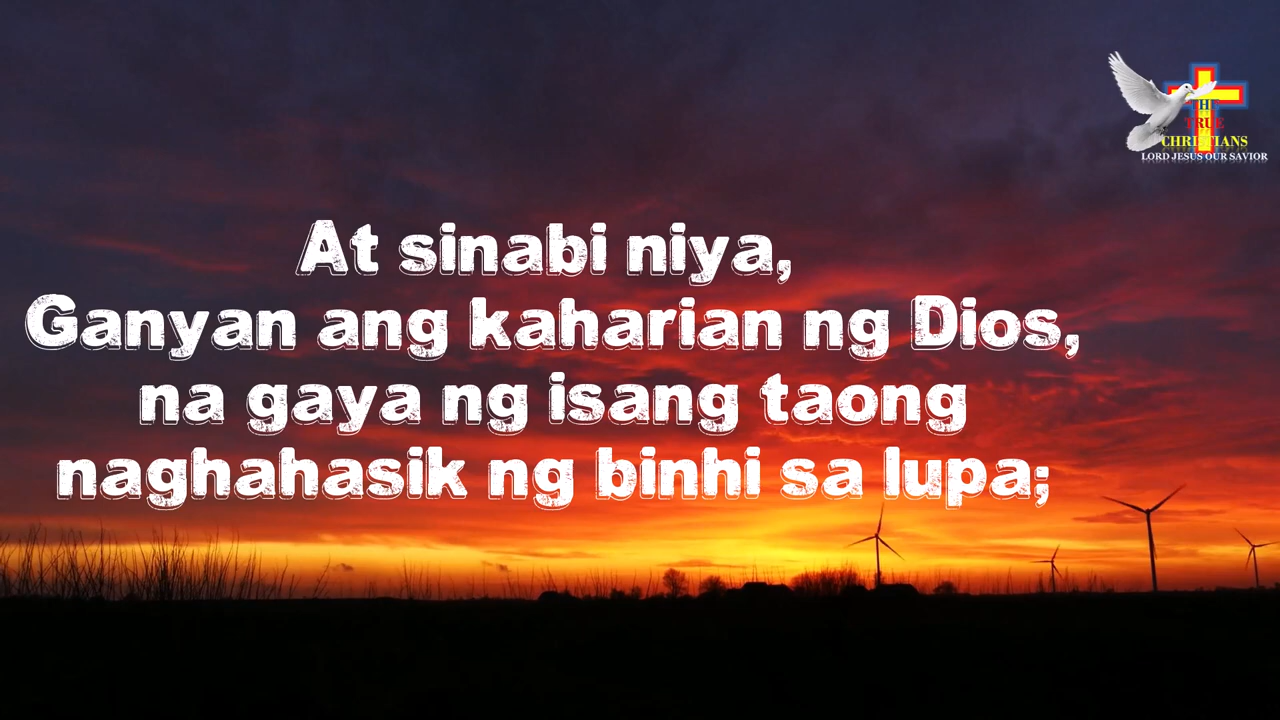 THE
TRUE
CHRISTIANS
LORD JESUS OUR SAVIOR
At sinabi niya,
Ganyan ang kaharian ng Dios,
na gaya ng isang taong
naghahasik ng binhi sa lupa;